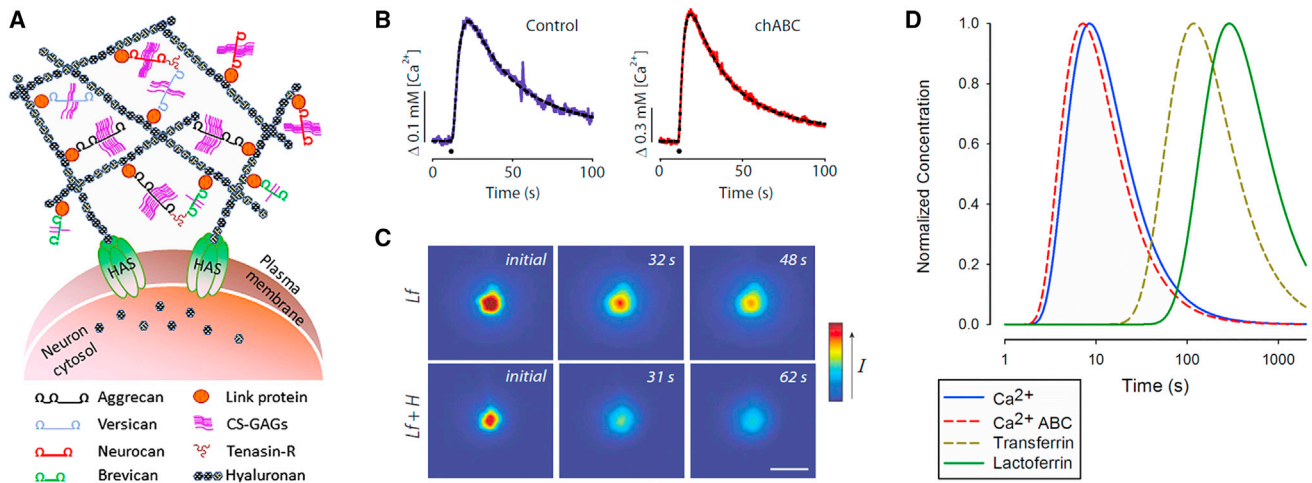 A
HAS
HAS
Plasma
membrane
Neuron
cytosol
Aggrecan
Link protein
Versican
CS-GAGs
Neurocan
Tenasin-R
Brevican
Hyaluronan
B
Control
chABC
Δ 0.1 mM [Ca²⁺]
Δ 0.3 mM [Ca²⁺]
0 50 100
0 50 100
Time (s)
Time (s)
C
Lf
initial
32 s
48 s
Lf + H
initial
31 s
62 s
I
D
Normalized Concentration
1.0
0.8
0.6
0.4
0.2
0.0
1 10 100 1000
Time (s)
Ca²⁺
Ca²⁺ ABC
Transferrin
Lactoferrin